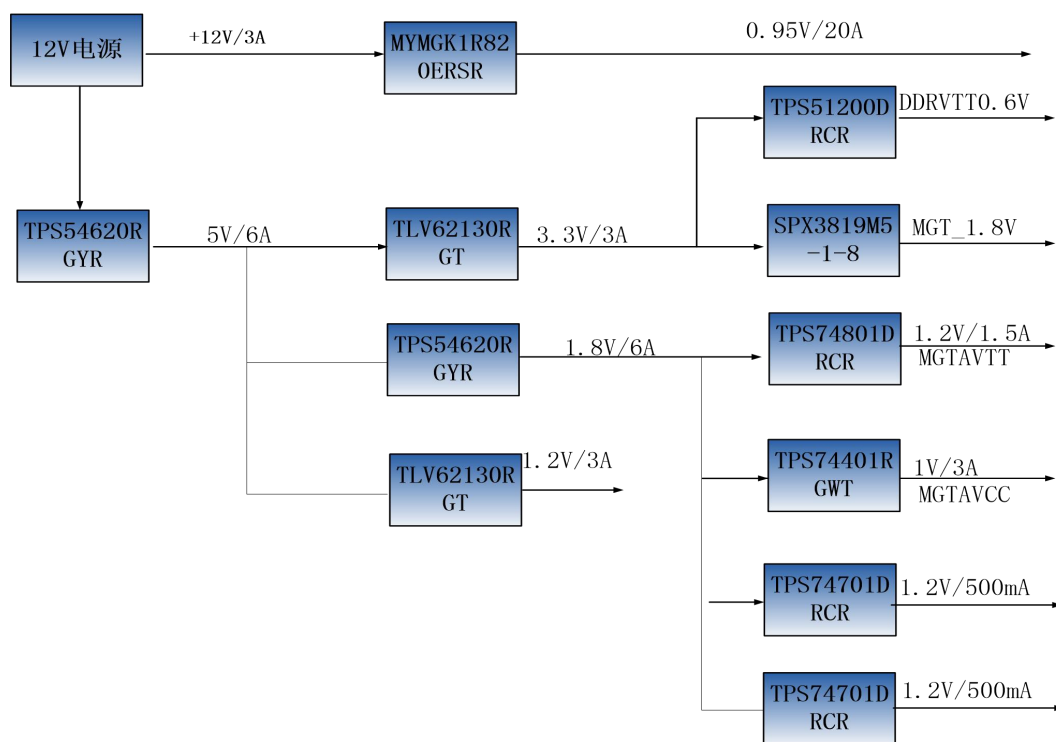 12V电源
+12V/3A
MYMGK1R82
0ERSR
0.95V/20A
TPS51200D
RCR
DDRVTT0.6V
TPS54620R
GYR
5V/6A
TLV62130R
GT
3.3V/3A
SPX3819M5
-1-8
MGT_1.8V
TPS54620R
GYR
1.8V/6A
TPS74801D
RCR
1.2V/1.5A
MGTAVTT
TLV62130R
GT
1.2V/3A
TPS74401R
GWT
1V/3A
MGTAVCC
TPS74701D
RCR
1.2V/500mA
TPS74701D
RCR
1.2V/500mA